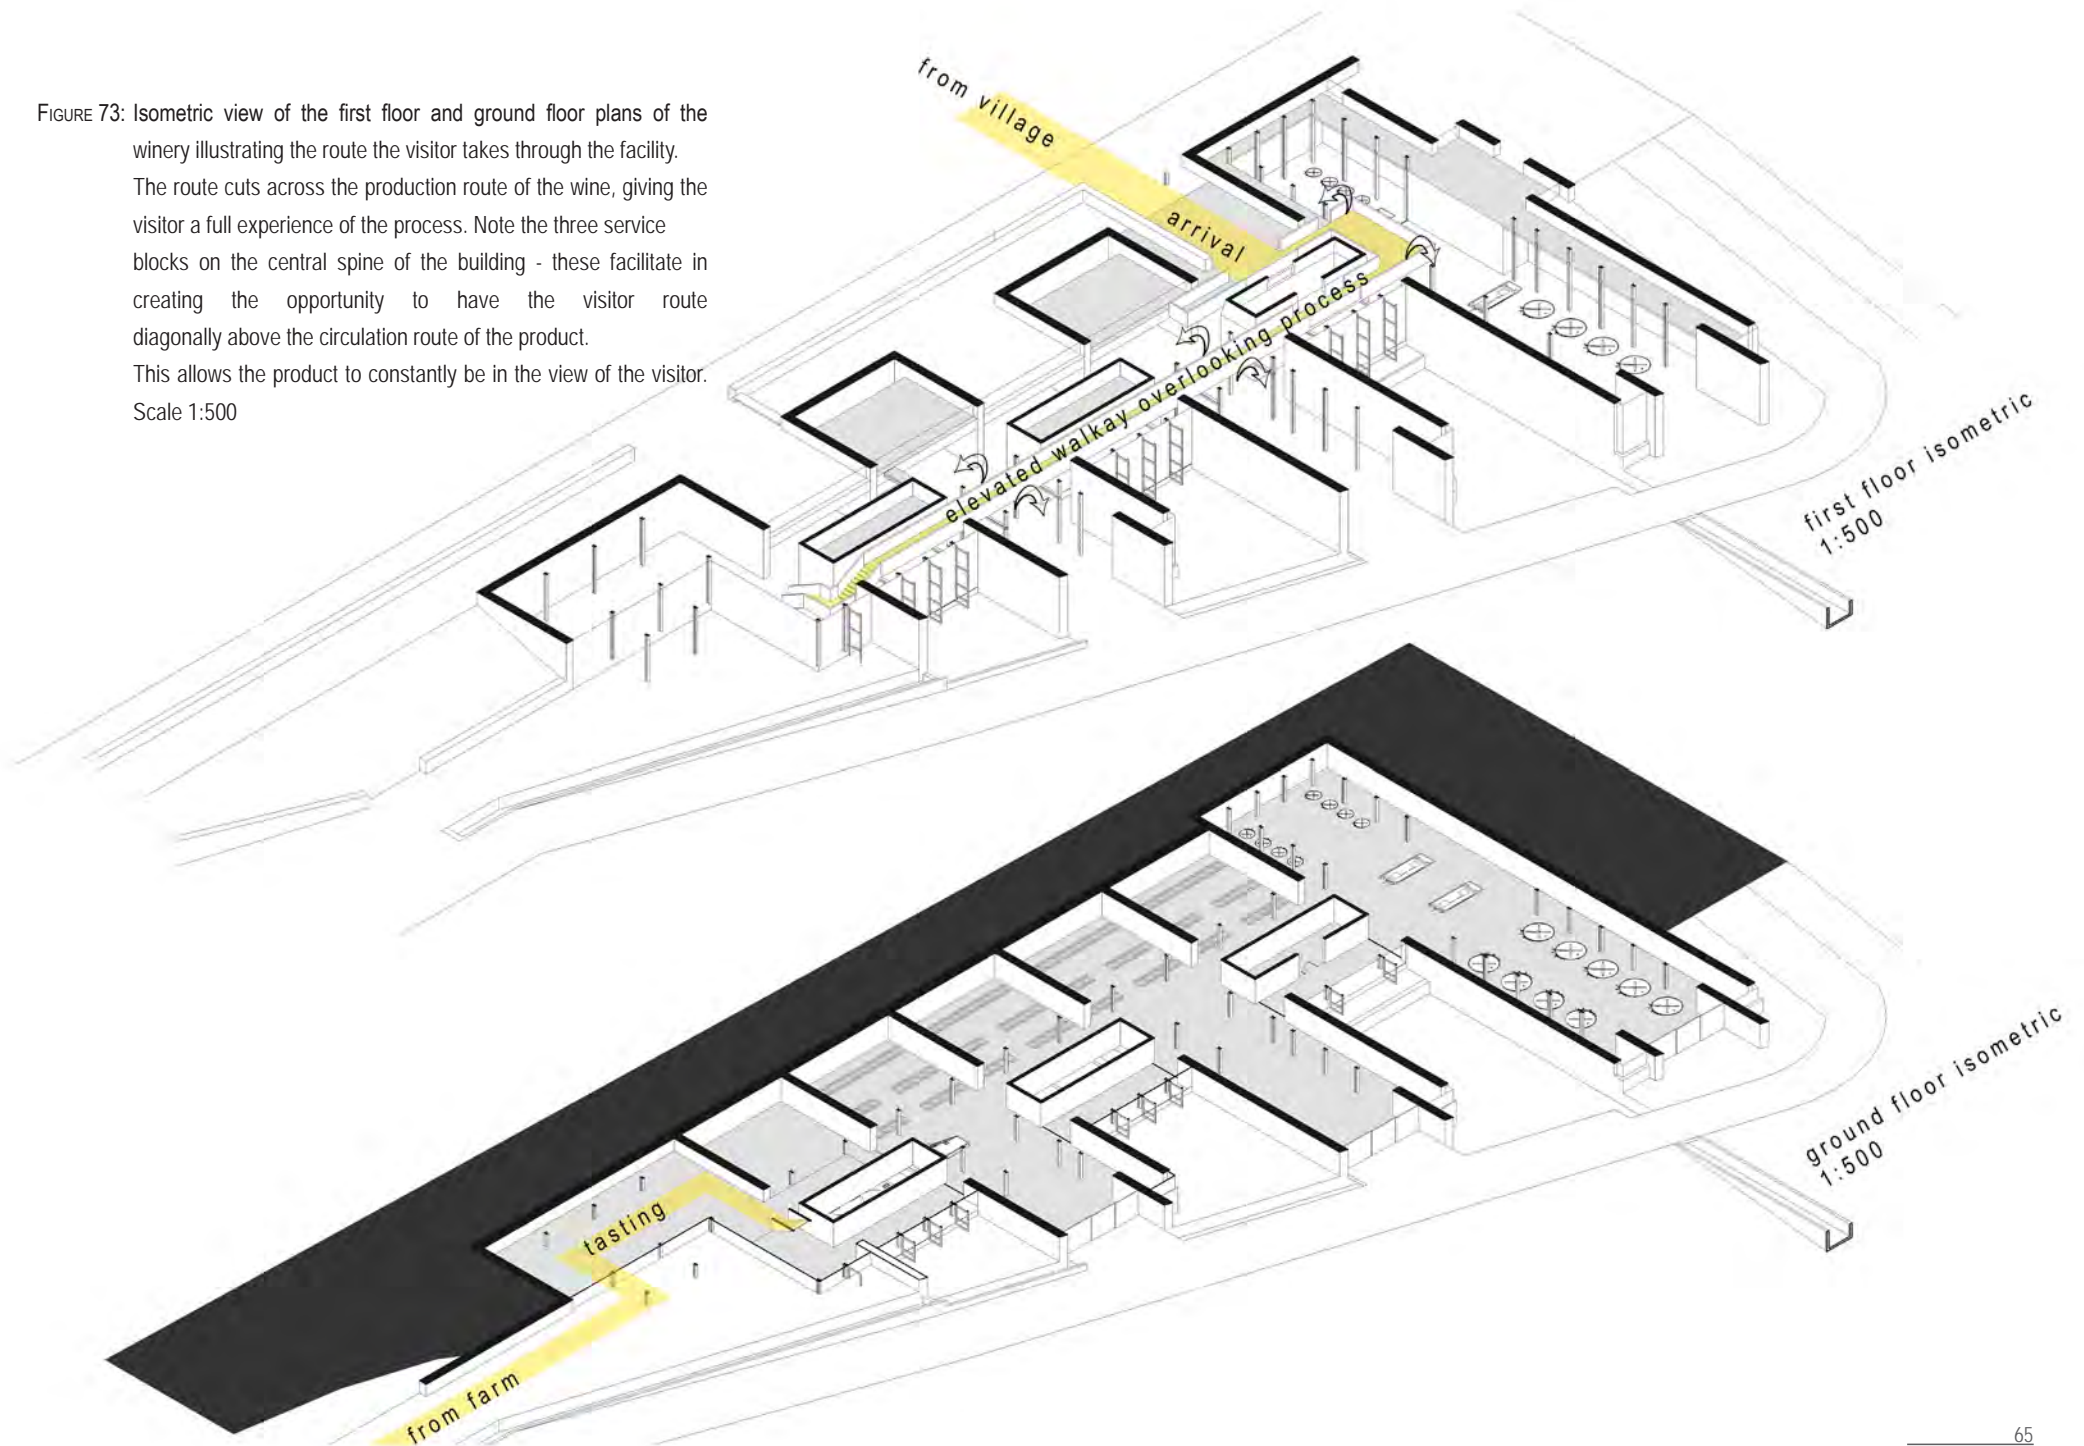 FIGURE 73: Isometric view of the first floor and ground floor plans of the
winery illustrating the route the visitor takes through the facility.
The route cuts across the production route of the wine, giving the
visitor a full experience of the process. Note the three service
blocks on the central spine of the building - these facilitate in
creating the opportunity to have the visitor route
diagonally above the circulation route of the product.
This allows the product to constantly be in the view of the visitor.
Scale 1:500
from village
arrival
elevated walkay overlooking process
first floor isometric
1:500
ground floor isometric
1:500
tasting
from farm
65